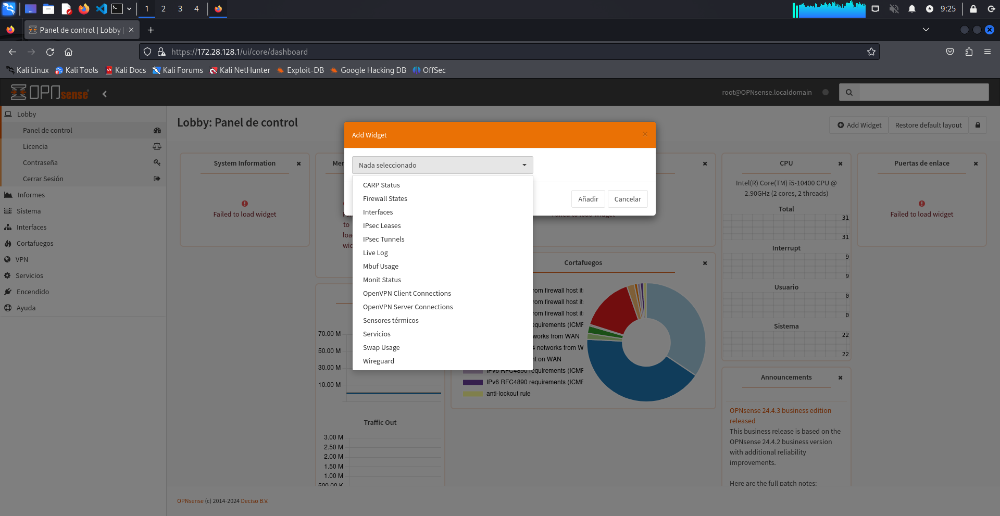 1 2 3 4
9:25
Panel de control | Lobby |
https://172.28.128.1/ui/core/dashboard
Kali Linux Kali Tools Kali Docs Kali Forums Kali NetHunter Exploit-DB Google Hacking DB OffSec
OPNsense
root@OPNsense.localdomain
Lobby
Panel de control
Licencia
Contraseña
Cerrar Sesión
Informes
Sistema
Interfaces
Cortafuegos
VPN
Servicios
Encendido
Ayuda
Lobby: Panel de control
Add Widget
Restore default layout
Add Widget
×
Nada seleccionado
CARP Status
Firewall States
Interfaces
IPsec Leases
IPsec Tunnels
Live Log
Mbuf Usage
Monit Status
OpenVPN Client Connections
OpenVPN Server Connections
Sensores térmicos
Servicios
Swap Usage
Wireguard
Añadir
Cancelar
System Information
Failed to load widget
Mer
to
loa
wid
Failed to load widget
70.00 M
50.00 M
30.00 M
10.00 M
Traffic Out
3.00 M
2.50 M
2.00 M
1.50 M
1.00 M
500.00 K
Cortafuegos
rom firewall host its
rom firewall host its
rom firewall host its
equirements (ICMF
works from WAN
4 networks from W
nt on WAN
IPv6 RFC4890 requirements (ICMF
IPv6 RFC4890 requirements (ICMF
anti-lockout rule
CPU
Intel(R) Core(TM) i5-10400 CPU @
2.90GHz (2 cores, 2 threads)
Total
31
31
Interrupt
9
9
Usuario
0
0
Sistema
22
22
Announcements
OPNsense 24.4.3 business edition
released
This business release is based on the
OPNsense 24.4.2 business version
with additional reliability
improvements.
Here are the full patch notes:
Puertas de enlace
Failed to load widget
OPNsense (c) 2014-2024 Deciso B.V.